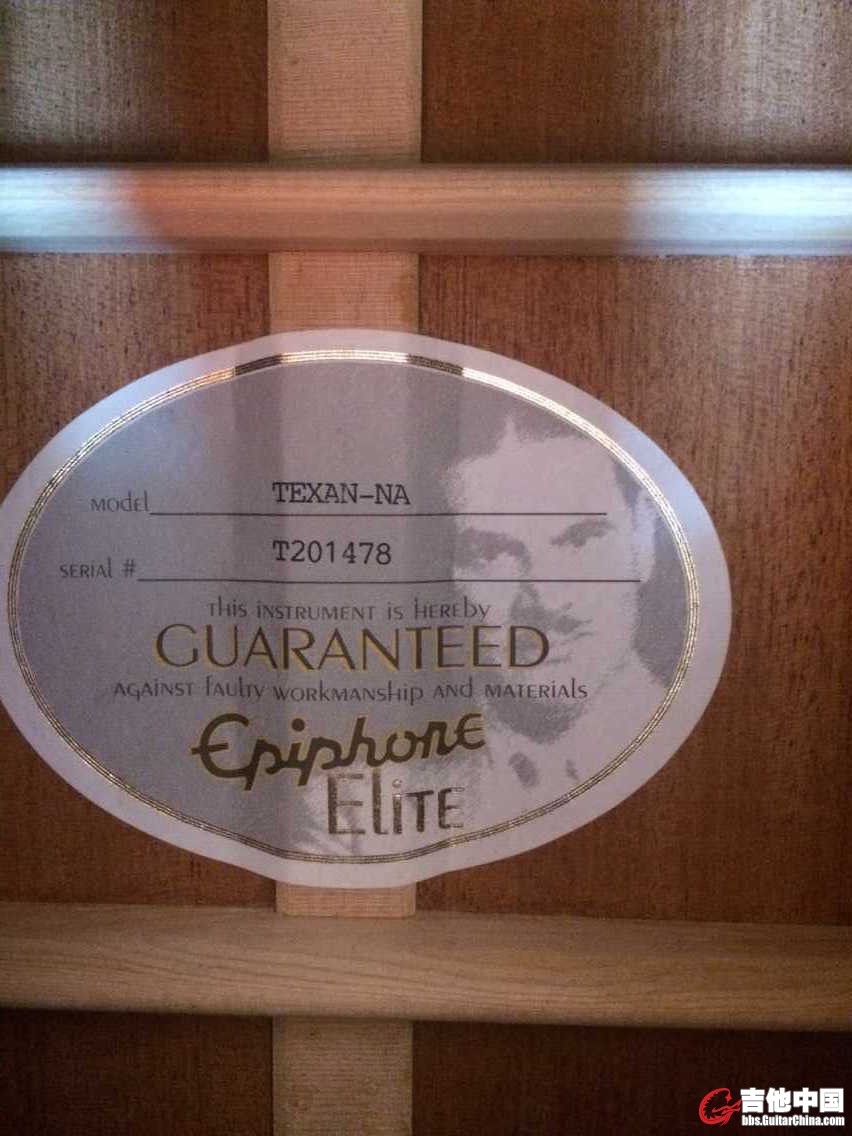 MODEL TEXAN-NA
SERIAL # T201478
THIS INSTRUMENT IS HEREBY
GUARANTEED
AGAINST FAULTY WORKMANSHIP AND MATERIALS
Epiphone
ELITE
吉他中国
bbs.GuitarChina.com